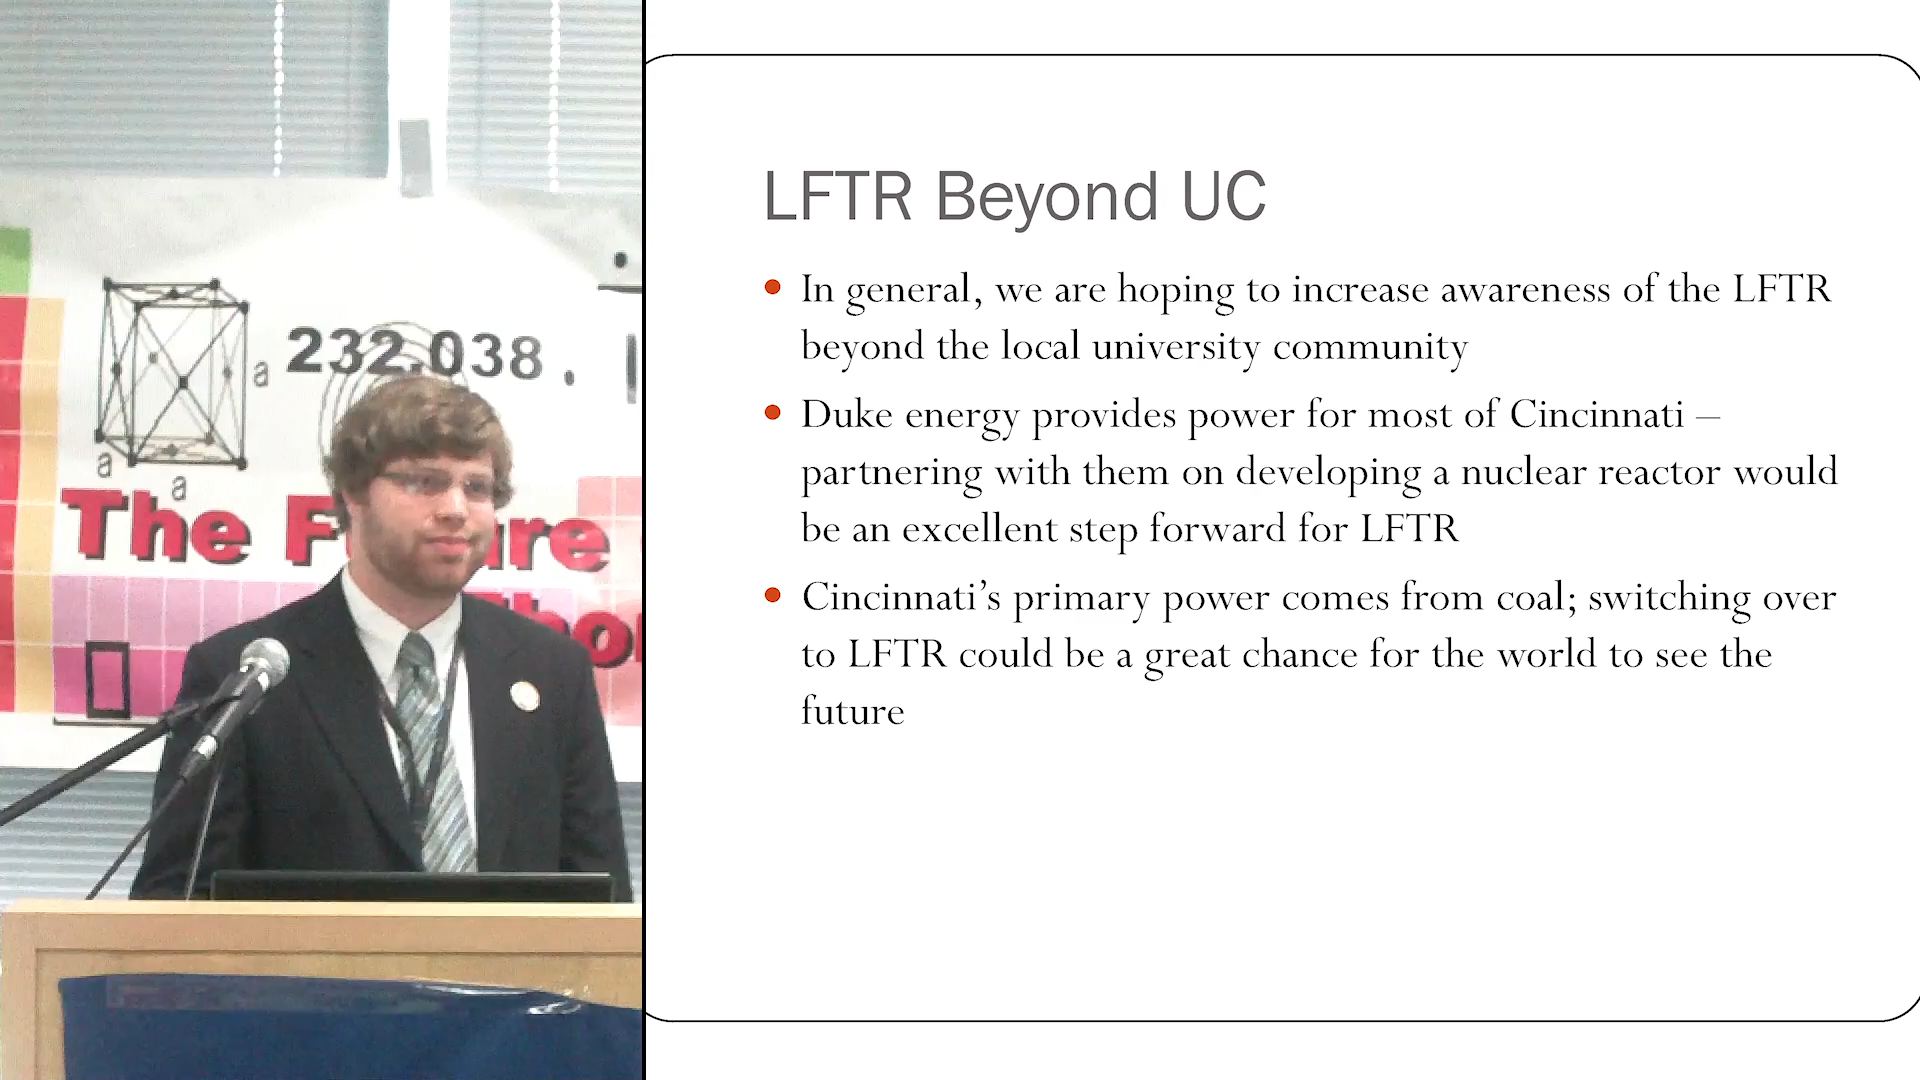 a
232.038
a
a
The F ure
LFTR Beyond UC
• In general, we are hoping to increase awareness of the LFTR
beyond the local university community
• Duke energy provides power for most of Cincinnati –
partnering with them on developing a nuclear reactor would
be an excellent step forward for LFTR
• Cincinnati’s primary power comes from coal; switching over
to LFTR could be a great chance for the world to see the
future